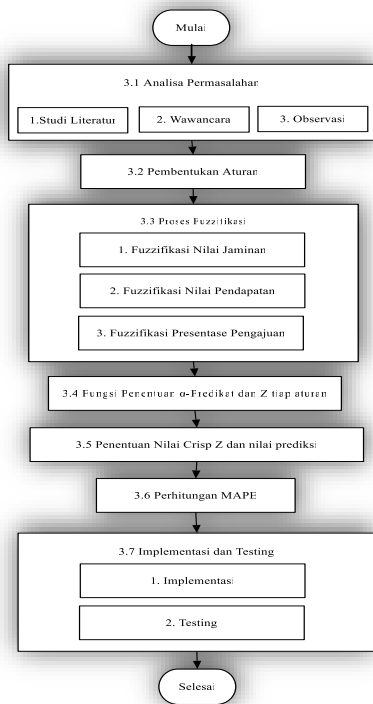 Mulai
3.1 Analisa Permasalahan
1.Studi Literatur
2. Wawancara
3. Observasi
3.2 Pembentukan Aturan
3.3 Proses Fuzzifikasi
1. Fuzzifikasi Nilai Jaminan
2. Fuzzifikasi Nilai Pendapatan
3. Fuzzifikasi Presentase Pengajuan
3.4 Fungsi Penentuan α-Predikat dan Z tiap aturan
3.5 Penentuan Nilai Crisp Z dan nilai prediksi
3.6 Perhitungan MAPE
3.7 Implementasi dan Testing
1. Implementasi
2. Testing
Selesai